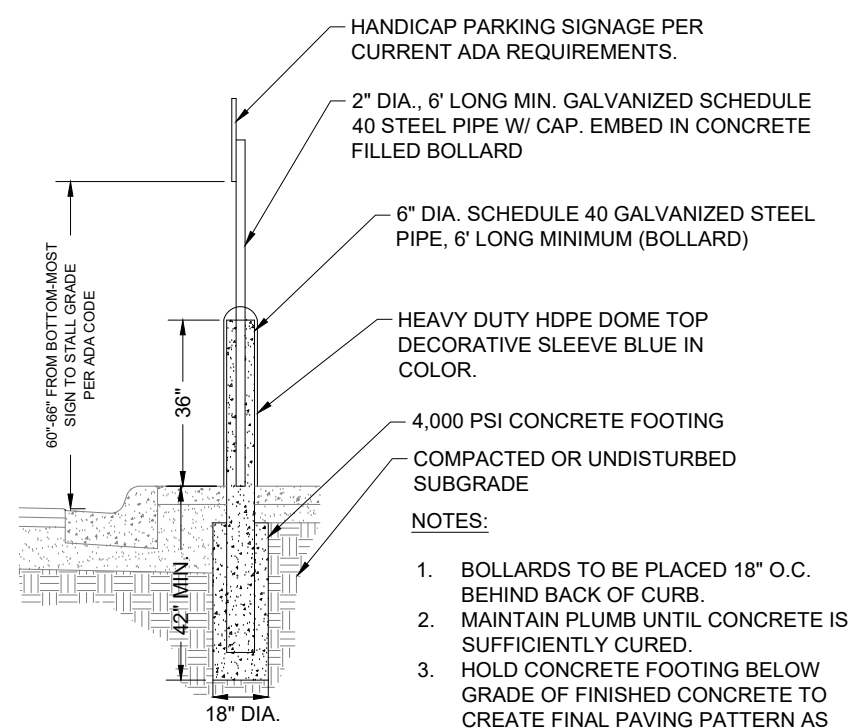 HANDICAP PARKING SIGNAGE PER
CURRENT ADA REQUIREMENTS.
2" DIA., 6' LONG MIN. GALVANIZED SCHEDULE
40 STEEL PIPE W/ CAP. EMBED IN CONCRETE
FILLED BOLLARD
6" DIA. SCHEDULE 40 GALVANIZED STEEL
PIPE, 6' LONG MINIMUM (BOLLARD)
HEAVY DUTY HDPE DOME TOP
DECORATIVE SLEEVE BLUE IN
COLOR.
4,000 PSI CONCRETE FOOTING
COMPACTED OR UNDISTURBED
SUBGRADE
60"-66" FROM BOTTOM-MOST
SIGN TO STALL GRADE
PER ADA CODE
36"
42" MIN.
18" DIA.
NOTES:
1. BOLLARDS TO BE PLACED 18" O.C.
BEHIND BACK OF CURB.
2. MAINTAIN PLUMB UNTIL CONCRETE IS
SUFFICIENTLY CURED.
3. HOLD CONCRETE FOOTING BELOW
GRADE OF FINISHED CONCRETE TO
CREATE FINAL PAVING PATTERN AS